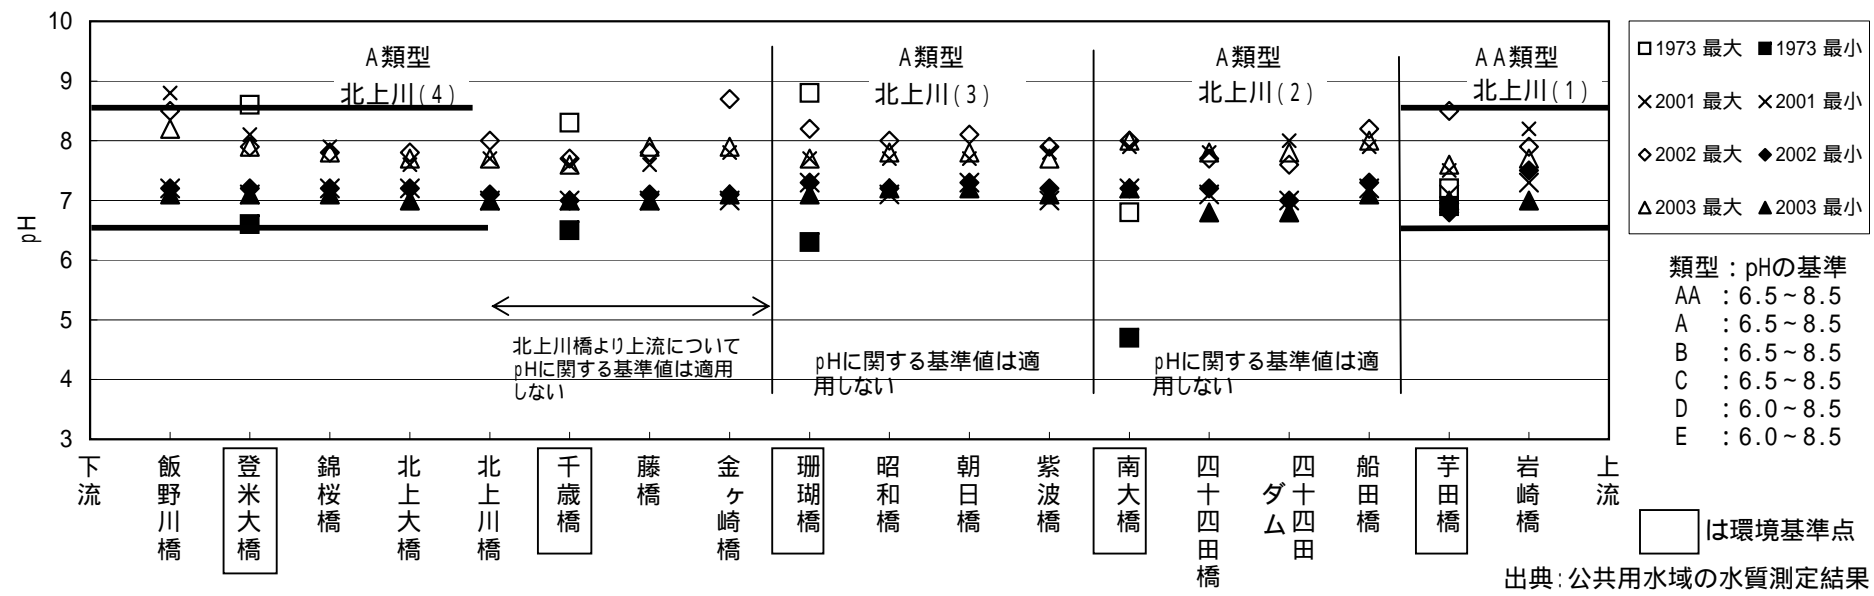 10
9
8
7
6
5
4
3
pH
A類型
北上川(4)
A類型
北上川(3)
A類型
北上川(2)
AA類型
北上川(1)
北上川橋より上流について
pHに関する基準値は適用
しない
pHに関する基準値は適
用しない
pHに関する基準値は適
用しない
下流
飯野川橋
登米大橋
錦桜橋
北上大橋
北上川橋
千歳橋
藤橋
金ヶ崎橋
珊瑚橋
昭和橋
朝日橋
紫波橋
南大橋
四十四田橋
四十四田
ダム
船田橋
芋田橋
岩崎橋
上流
1973 最大 1973 最小
2001 最大 2001 最小
2002 最大 2002 最小
2003 最大 2003 最小
類型:pHの基準
AA :6.5~8.5
A :6.5~8.5
B :6.5~8.5
C :6.5~8.5
D :6.0~8.5
E :6.0~8.5
は環境基準点
出典:公共用水域の水質測定結果